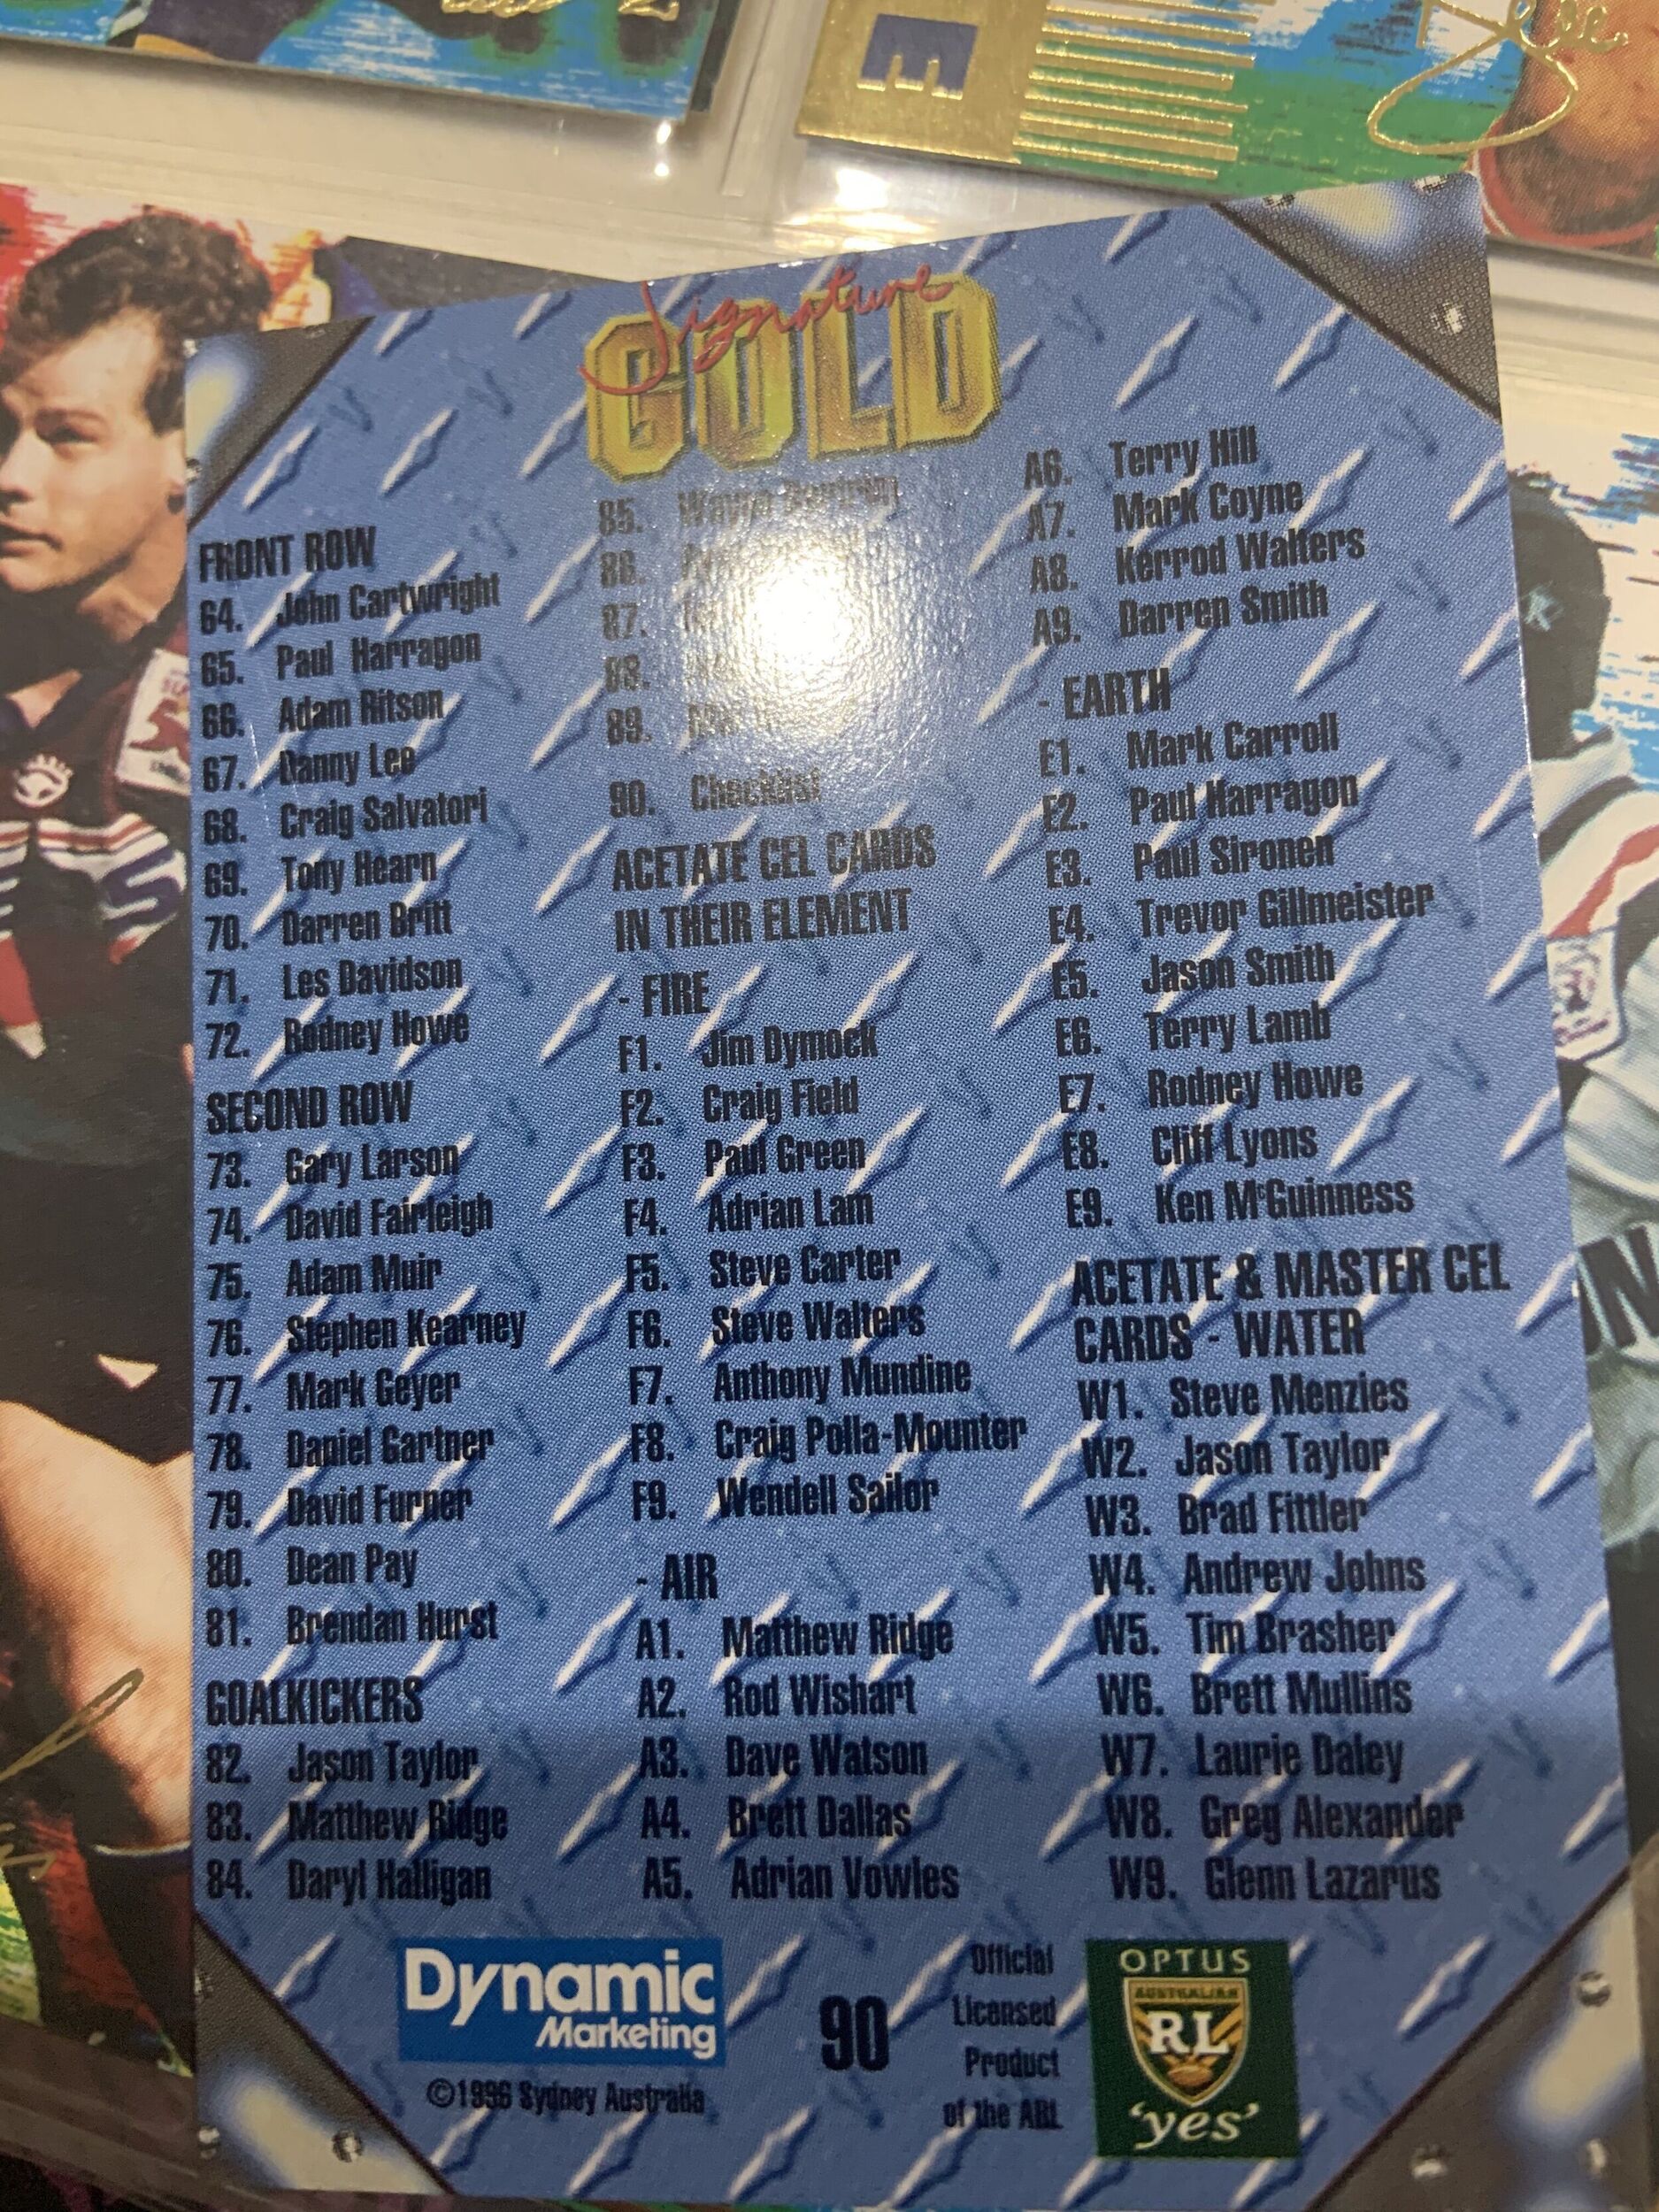 E
Signature
GOLD
FRONT ROW
64. John Cartwright
65. Paul Harragon
66. Adam Ritson
67. Danny Lee
68. Craig Salvatori
69. Tony Hearn
70. Darren Britt
71. Les Davidson
72. Rodney Howe
SECOND ROW
73. Gary Larson
74. David Fairleigh
75. Adam Muir
76. Stephen Kearney
77. Mark Geyer
78. Daniel Gartner
79. David Furner
80. Dean Pay
81. Brendan Hurst
GOALKICKERS
82. Jason Taylor
83. Matthew Ridge
84. Daryl Halligan
85. Wayne
86.
87.
88.
89.
90. Checklist
ACETATE CEL CARDS
IN THEIR ELEMENT
- FIRE
F1. Jim Dymock
F2. Craig Field
F3. Paul Green
F4. Adrian Lam
F5. Steve Carter
F6. Steve Walters
F7. Anthony Mundine
F8. Craig Polla-Mounter
F9. Wendell Sailor
- AIR
A1. Matthew Ridge
A2. Rod Wishart
A3. Dave Watson
A4. Brett Dallas
A5. Adrian Vowles
A6. Terry Hill
A7. Mark Coyne
A8. Kerrod Walters
A9. Darren Smith
- EARTH
E1. Mark Carroll
E2. Paul Harragon
E3. Paul Sironen
E4. Trevor Gillmeister
E5. Jason Smith
E6. Terry Lamb
E7. Rodney Howe
E8. Cliff Lyons
E9. Ken McGuinness
ACETATE & MASTER CEL
CARDS - WATER
W1. Steve Menzies
W2. Jason Taylor
W3. Brad Fittler
W4. Andrew Johns
W5. Tim Brasher
W6. Brett Mullins
W7. Laurie Daley
W8. Greg Alexander
W9. Glenn Lazarus
Dynamic
Marketing
©1996 Sydney Australia
90
Official
Licensed
Product
of the ARL
OPTUS
AUSTRALIAN
RL
'yes'